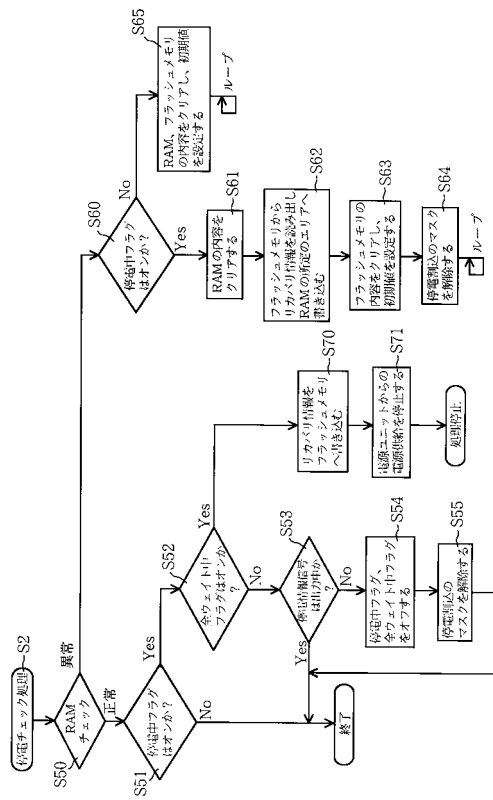 停電チェック処理
S2
RAM
チェック
S50
異常
正常
停電中フラグ
はオンか?
S51
Yes
No
全ウェイト中
フラグはオンか
?
S52
Yes
No
停電情報信号
は出力中か
?
S53
Yes
No
停電中フラグ、
全ウェイト中フラグ
をオフする
S54
停電割込の
マスクを解除する
S55
終了
リカバリ情報を
フラッシュメモリ
へ書き込む
S70
電源ユニットからの
電源供給を停止する
S71
処理停止
停電中フラグ
はオンか?
S60
No
Yes
RAMの内容を
クリアする
S61
フラッシュメモリから
リカバリ情報を読み出し
RAMの所定のエリアへ
書き込む
S62
フラッシュメモリの
内容をクリアし、
初期値を設定する
S63
停電割込のマスク
を解除する
S64
ループ
RAM、フラッシュメモリ
の内容をクリアし、初期値
を設定する
S65
ループ